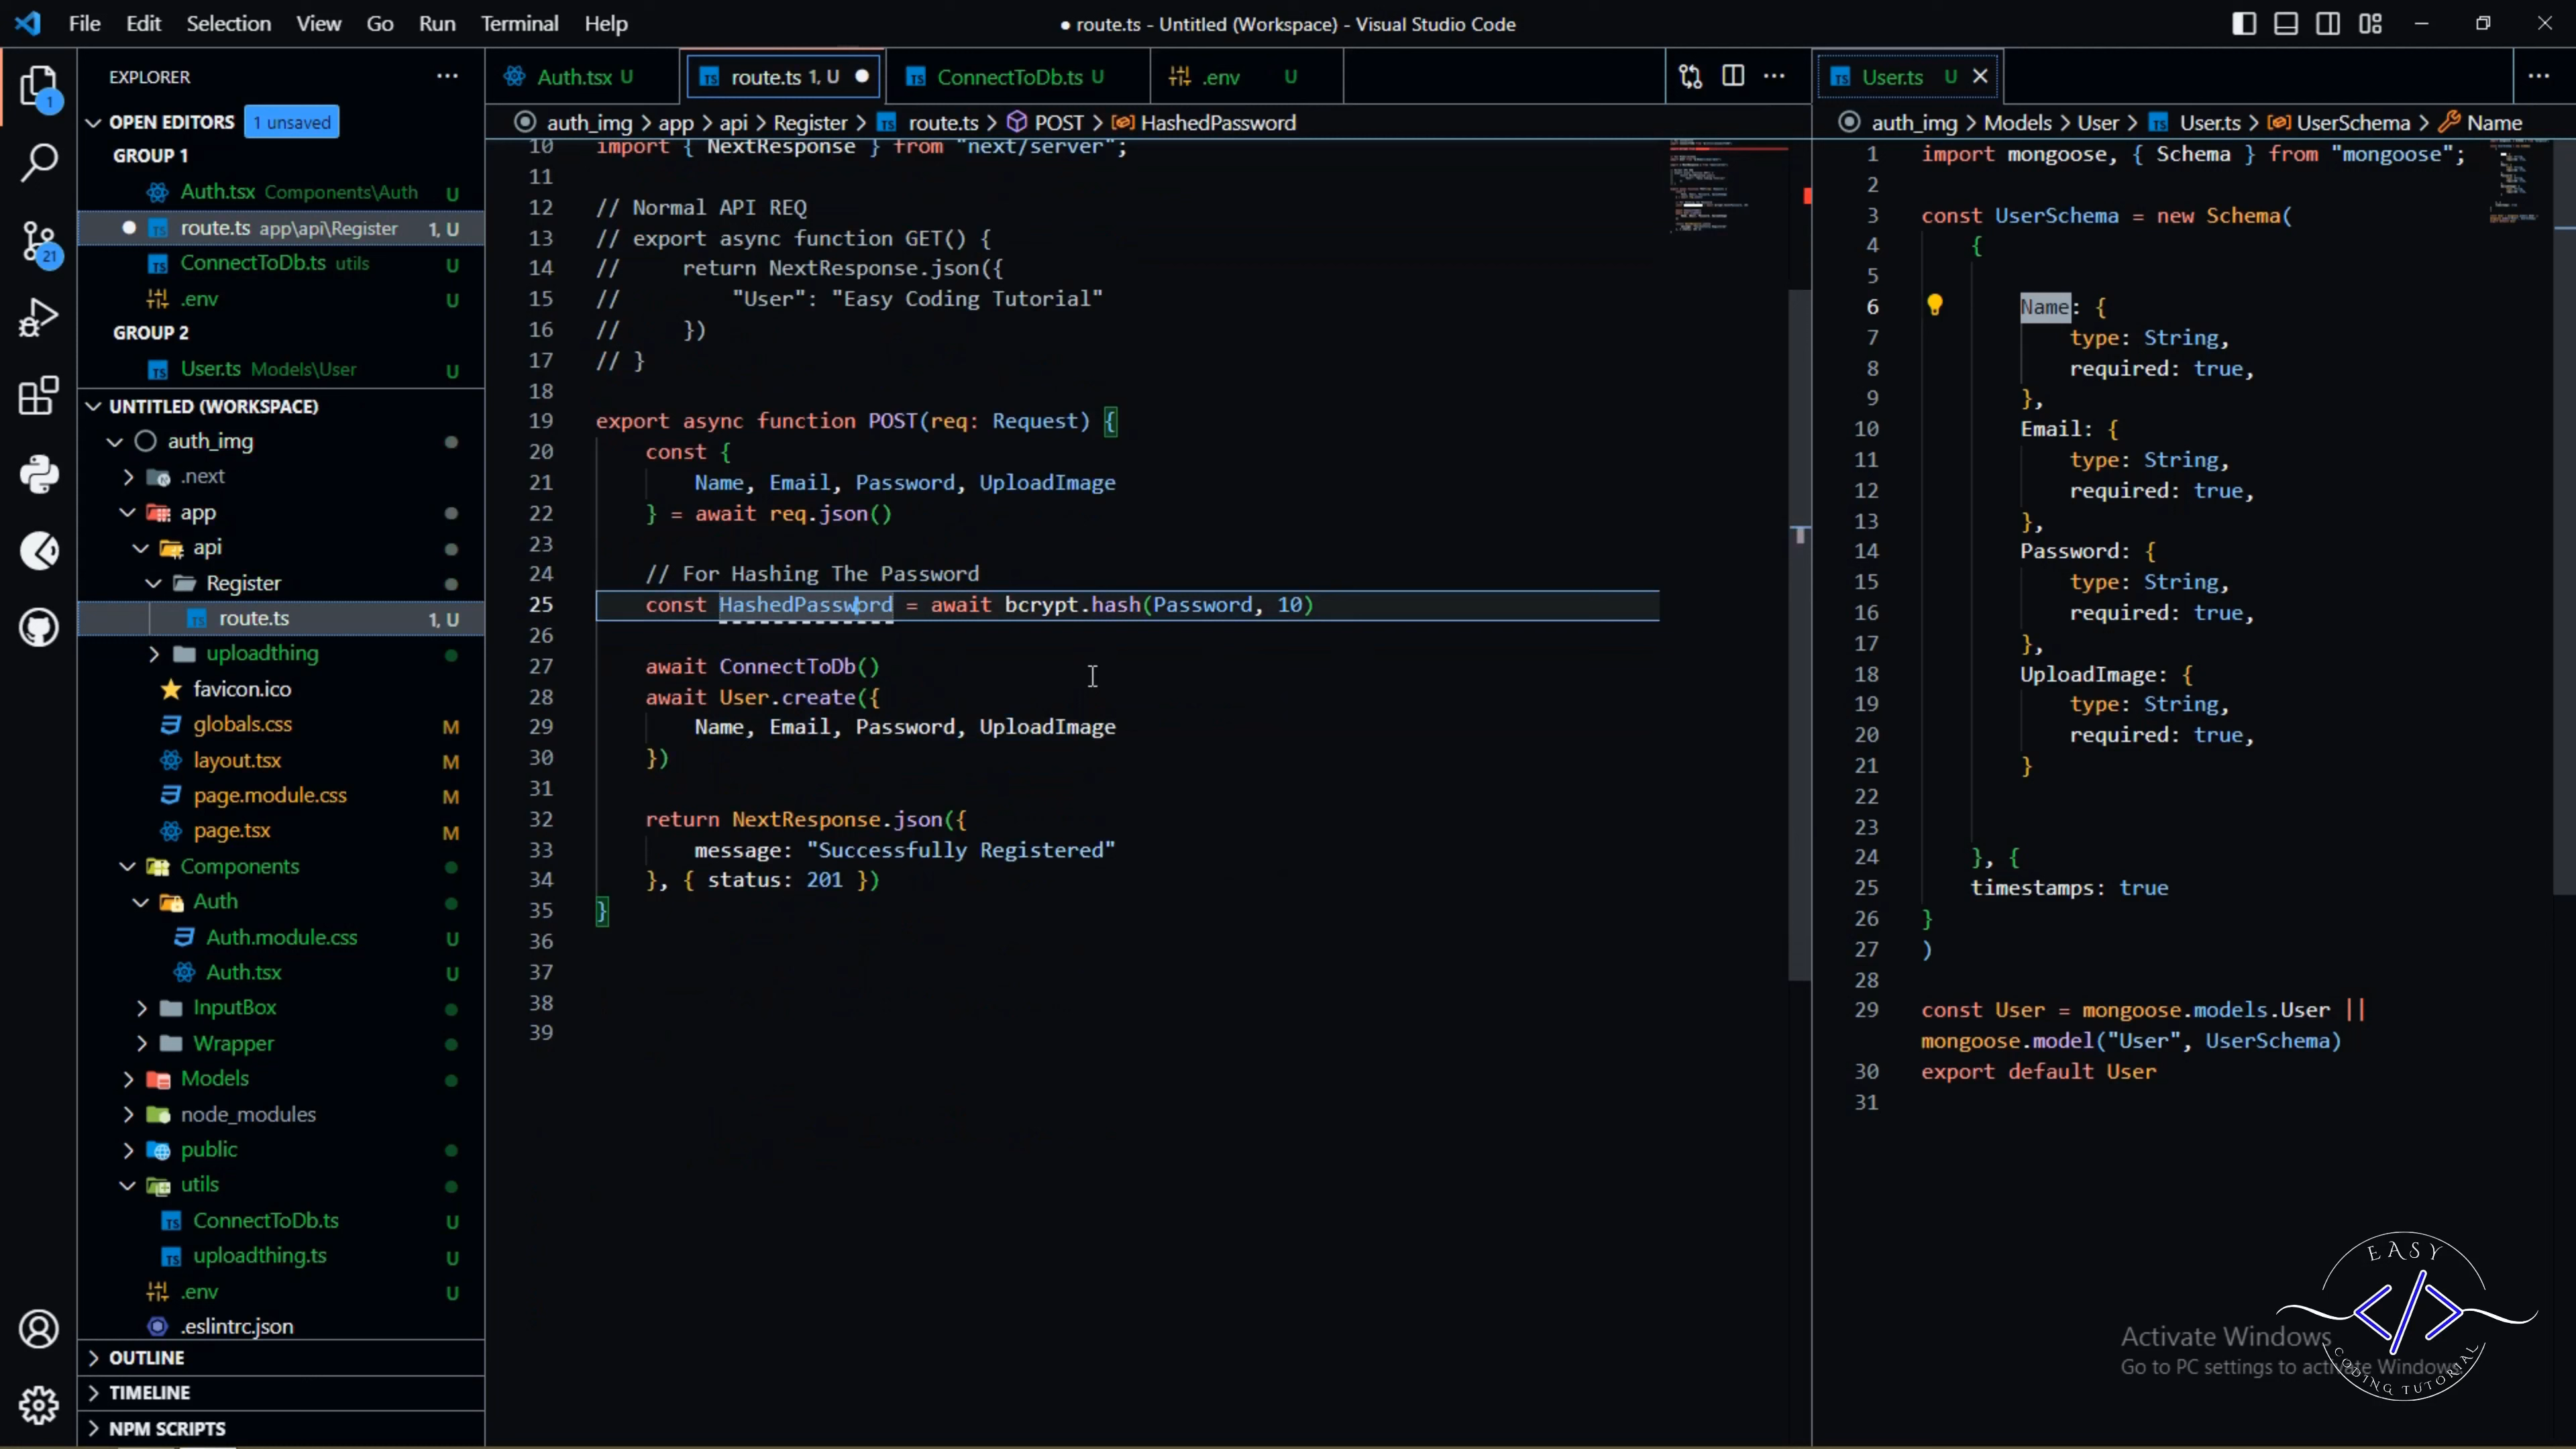 File Edit Selection View Go Run Terminal Help
● route.ts - Untitled (Workspace) - Visual Studio Code
EXPLORER
OPEN EDITORS 1 unsaved
GROUP 1
Auth.tsx Components\Auth U
route.ts app\api\Register 1, U
ConnectToDb.ts utils U
.env U
GROUP 2
User.ts Models\User U
UNTITLED (WORKSPACE)
auth_img
.next
app
api
Register
route.ts 1, U
uploadthing
favicon.ico
globals.css M
layout.tsx M
page.module.css M
page.tsx M
Components
Auth
Auth.module.css U
Auth.tsx U
InputBox
Wrapper
Models
node_modules
public
utils
ConnectToDb.ts U
uploadthing.ts U
.env U
.eslintrc.json
OUTLINE
TIMELINE
NPM SCRIPTS
1
21
Auth.tsx U route.ts 1, U ConnectToDb.ts U .env U
auth_img > app > api > Register > route.ts > POST > HashedPassword
10 import { NextResponse } from "next/server";
11
12 // Normal API REQ
13 // export async function GET() {
14 // return NextResponse.json({
15 // "User": "Easy Coding Tutorial"
16 // })
17 // }
18
19 export async function POST(req: Request) {
20 const {
21 Name, Email, Password, UploadImage
22 } = await req.json()
23
24 // For Hashing The Password
25 const HashedPassword = await bcrypt.hash(Password, 10)
26
27 await ConnectToDb()
28 await User.create({
29 Name, Email, Password, UploadImage
30 })
31
32 return NextResponse.json({
33 message: "Successfully Registered"
34 }, { status: 201 })
35 }
36
37
38
39
User.ts U
auth_img > Models > User > User.ts > UserSchema > Name
1 import mongoose, { Schema } from "mongoose";
2
3 const UserSchema = new Schema(
4 {
5
6 Name: {
7 type: String,
8 required: true,
9 },
10 Email: {
11 type: String,
12 required: true,
13 },
14 Password: {
15 type: String,
16 required: true,
17 },
18 UploadImage: {
19 type: String,
20 required: true,
21 }
22
23
24 }, {
25 timestamps: true
26 }
27 )
28
29 const User = mongoose.models.User ||
mongoose.model("User", UserSchema)
30 export default User
31
Activate Windows
Go to PC settings to activate Windows.
EASY
</>
CODING TUTORIAL